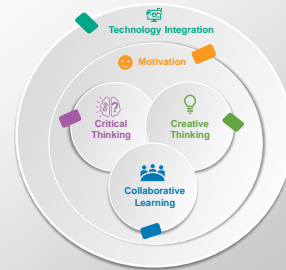 Technology Integration
Motivation
Critical
Thinking
Creative
Thinking
Collaborative
Learning